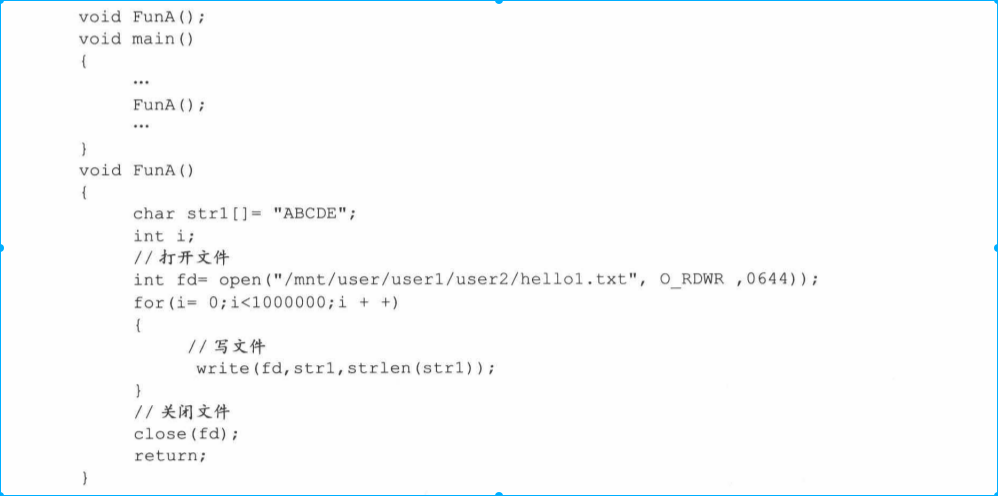 void FunA();
void main()
{
…
FunA();
…
}
void FunA()
{
char str1[]= "ABCDE";
int i;
//打开文件
int fd= open("/mnt/user/user1/user2/hello1.txt", O_RDWR ,0644));
for(i= 0;i<1000000;i + +)
{
//写文件
write(fd,str1,strlen(str1));
}
//关闭文件
close(fd);
return;
}